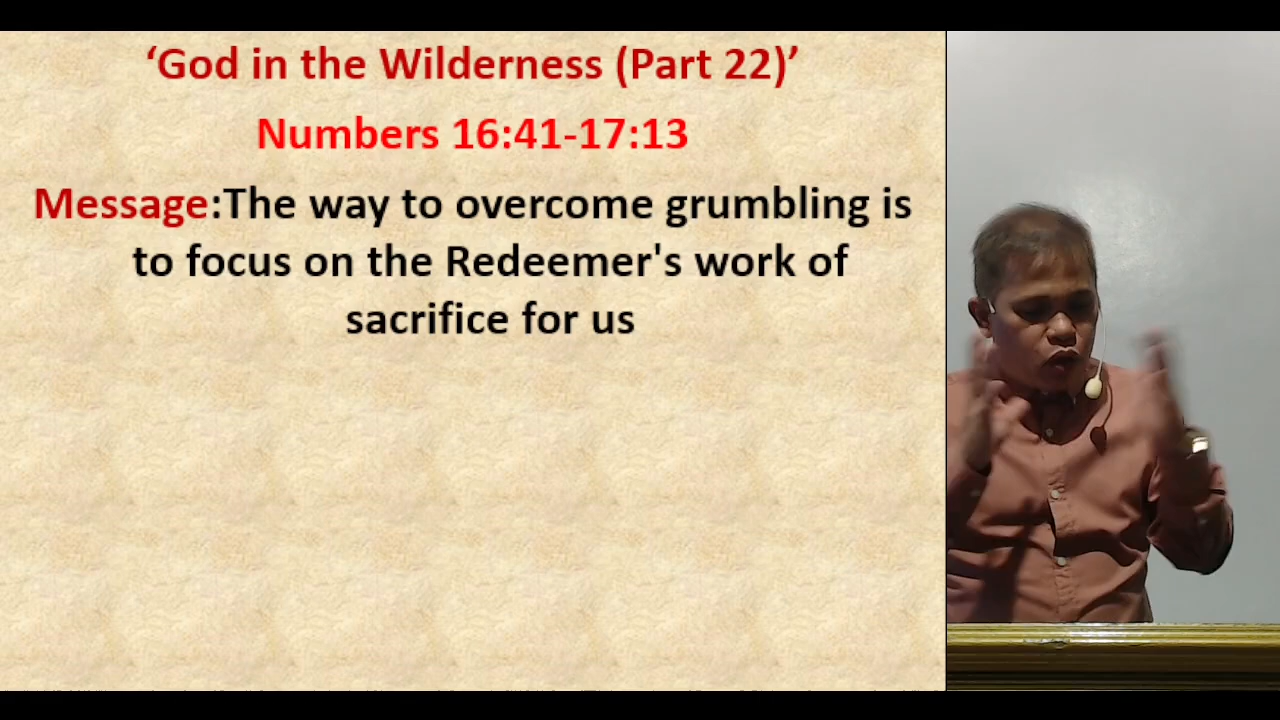 ‘God in the Wilderness (Part 22)’
Numbers 16:41-17:13
Message:The way to overcome grumbling is
to focus on the Redeemer's work of
sacrifice for us